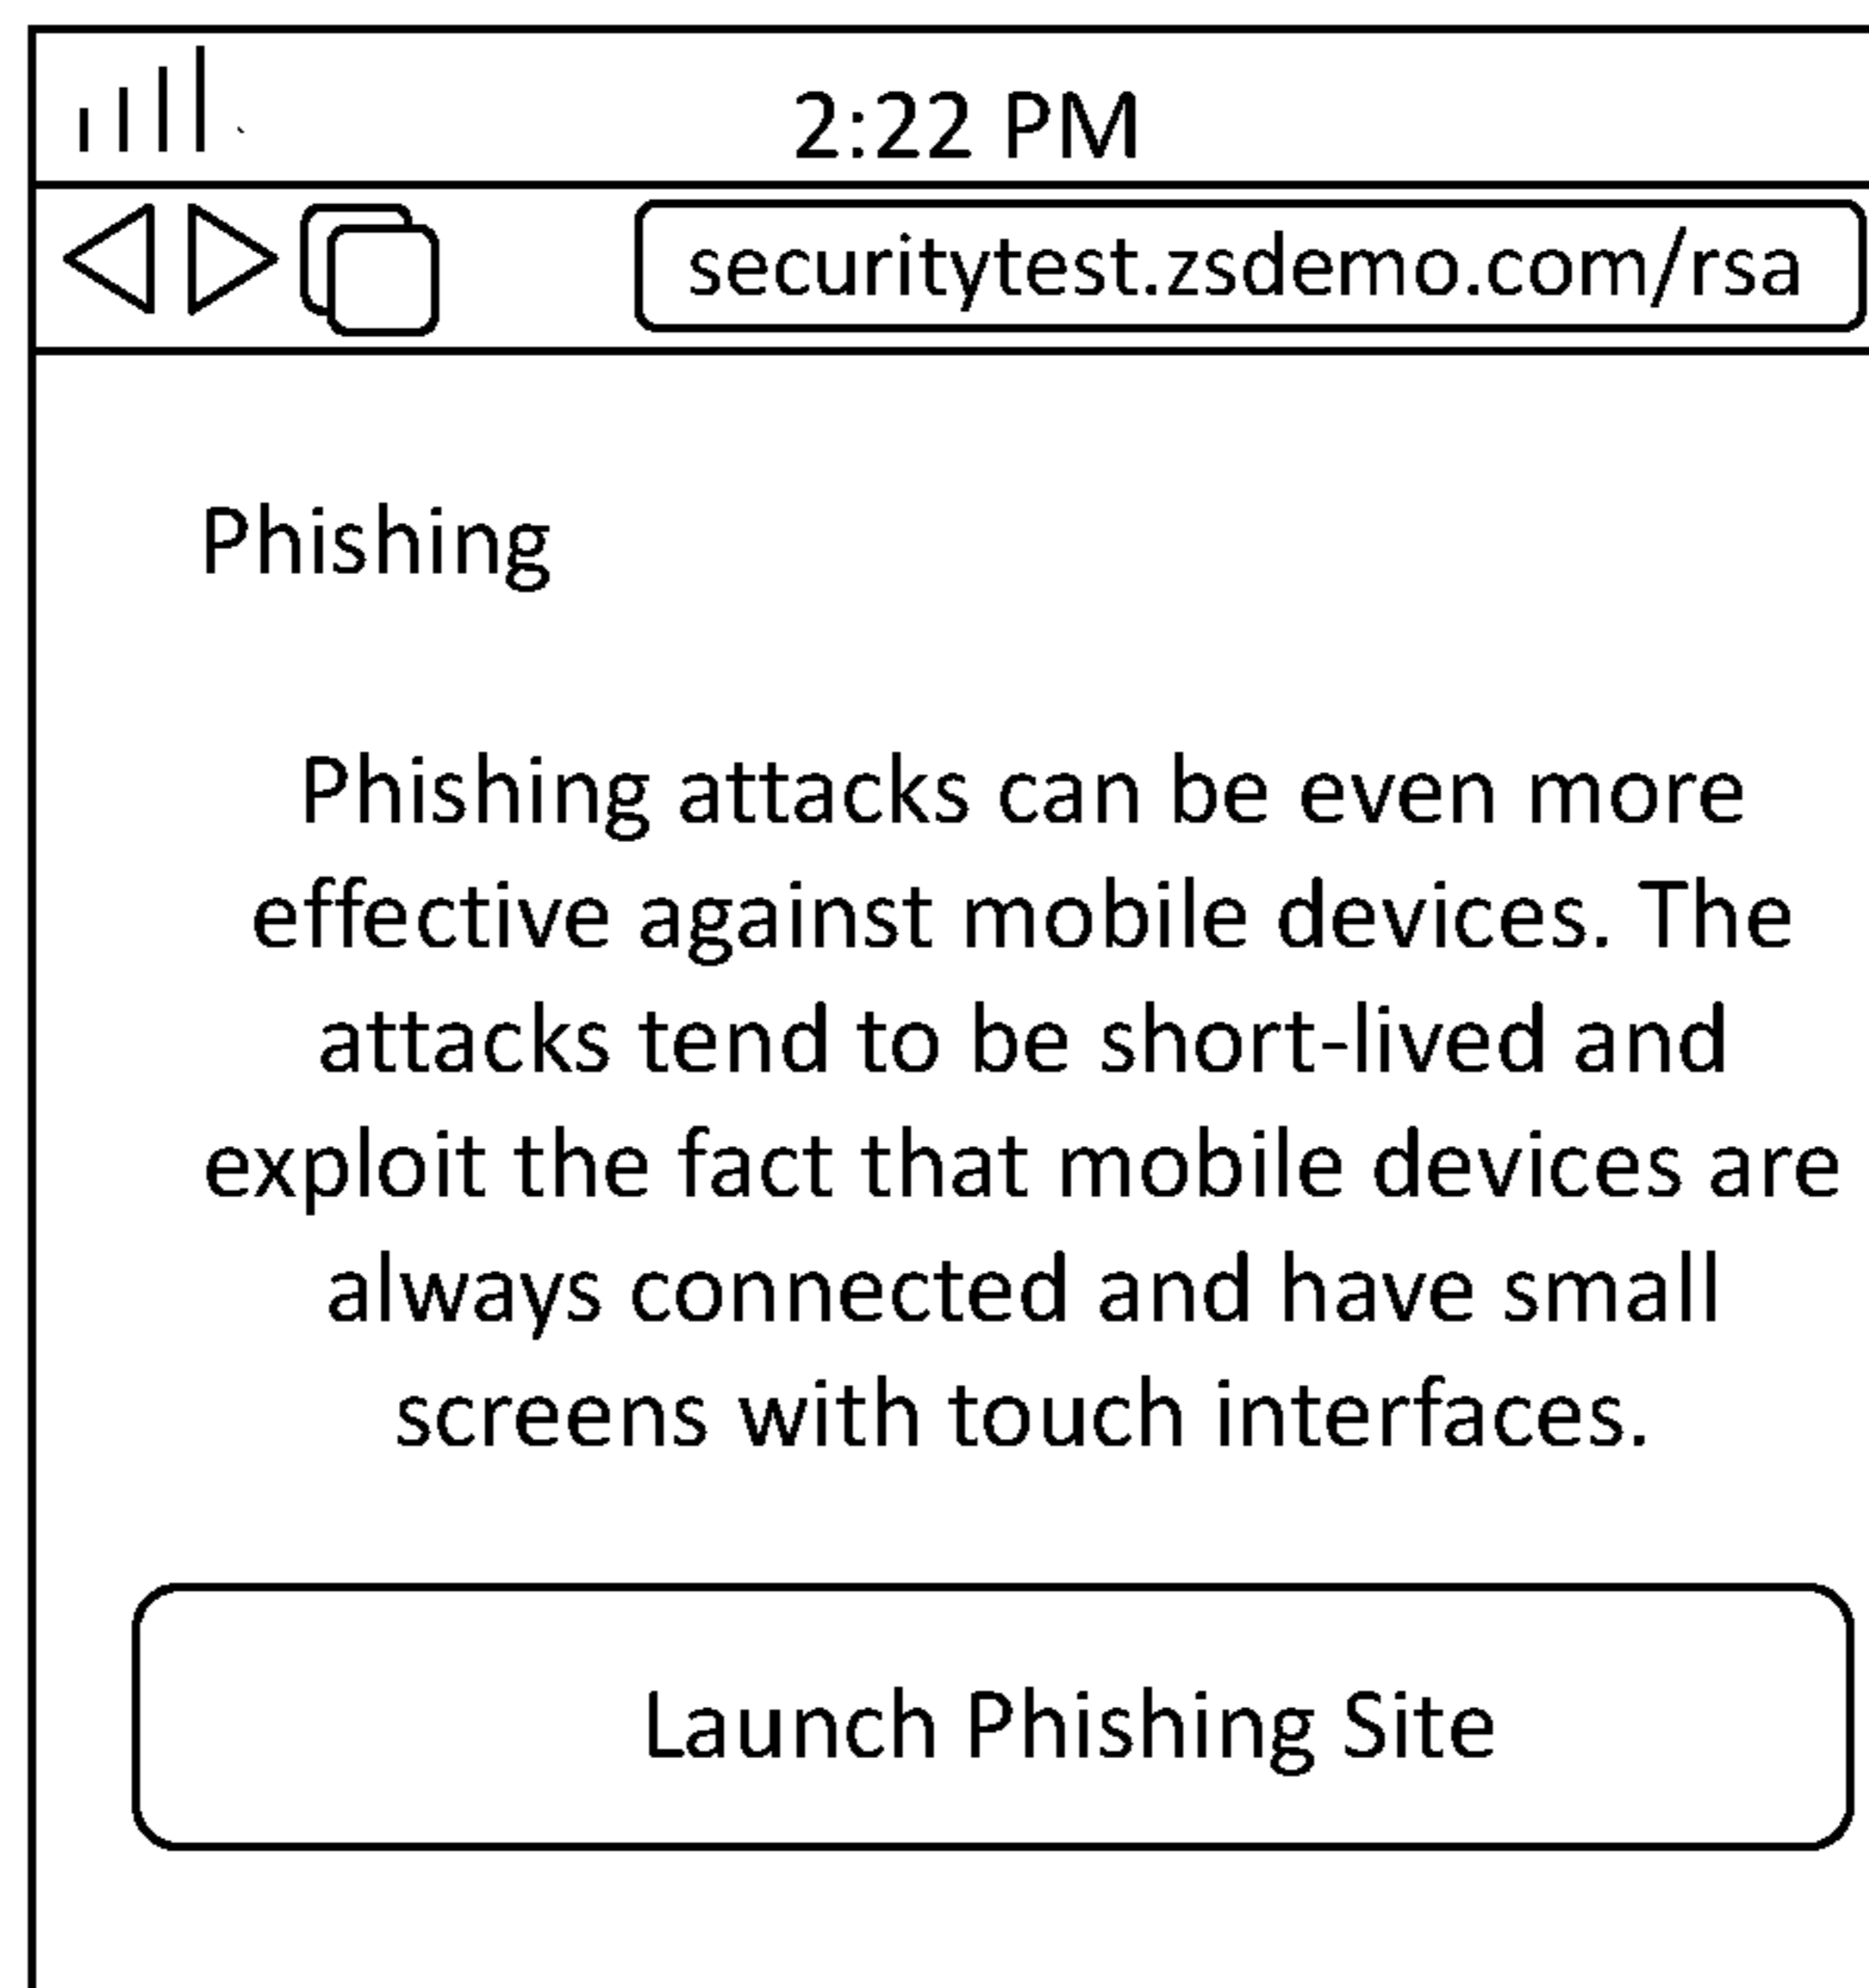 2:22 PM
securitytest.zsdemo.com/rsa
Phishing
Phishing attacks can be even more
effective against mobile devices. The
attacks tend to be short-lived and
exploit the fact that mobile devices are
always connected and have small
screens with touch interfaces.
Launch Phishing Site